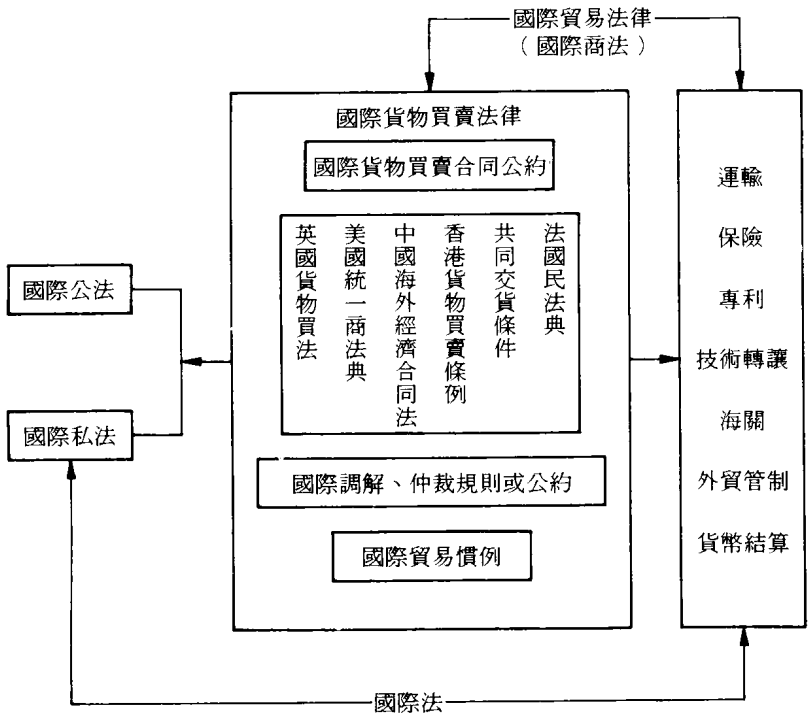 國際貿易法律
（國際商法）
國際貨物買賣法律
國際貨物買賣合同公約
英國貨物買法
美國統一商法典
中國海外經濟合同法
香港貨物買賣條例
共同交貨條件
法國民法典
國際調解、仲裁規則或公約
國際貿易慣例
國際公法
國際私法
運輸
保險
專利
技術轉讓
海關
外貿管制
貨幣結算
國際法